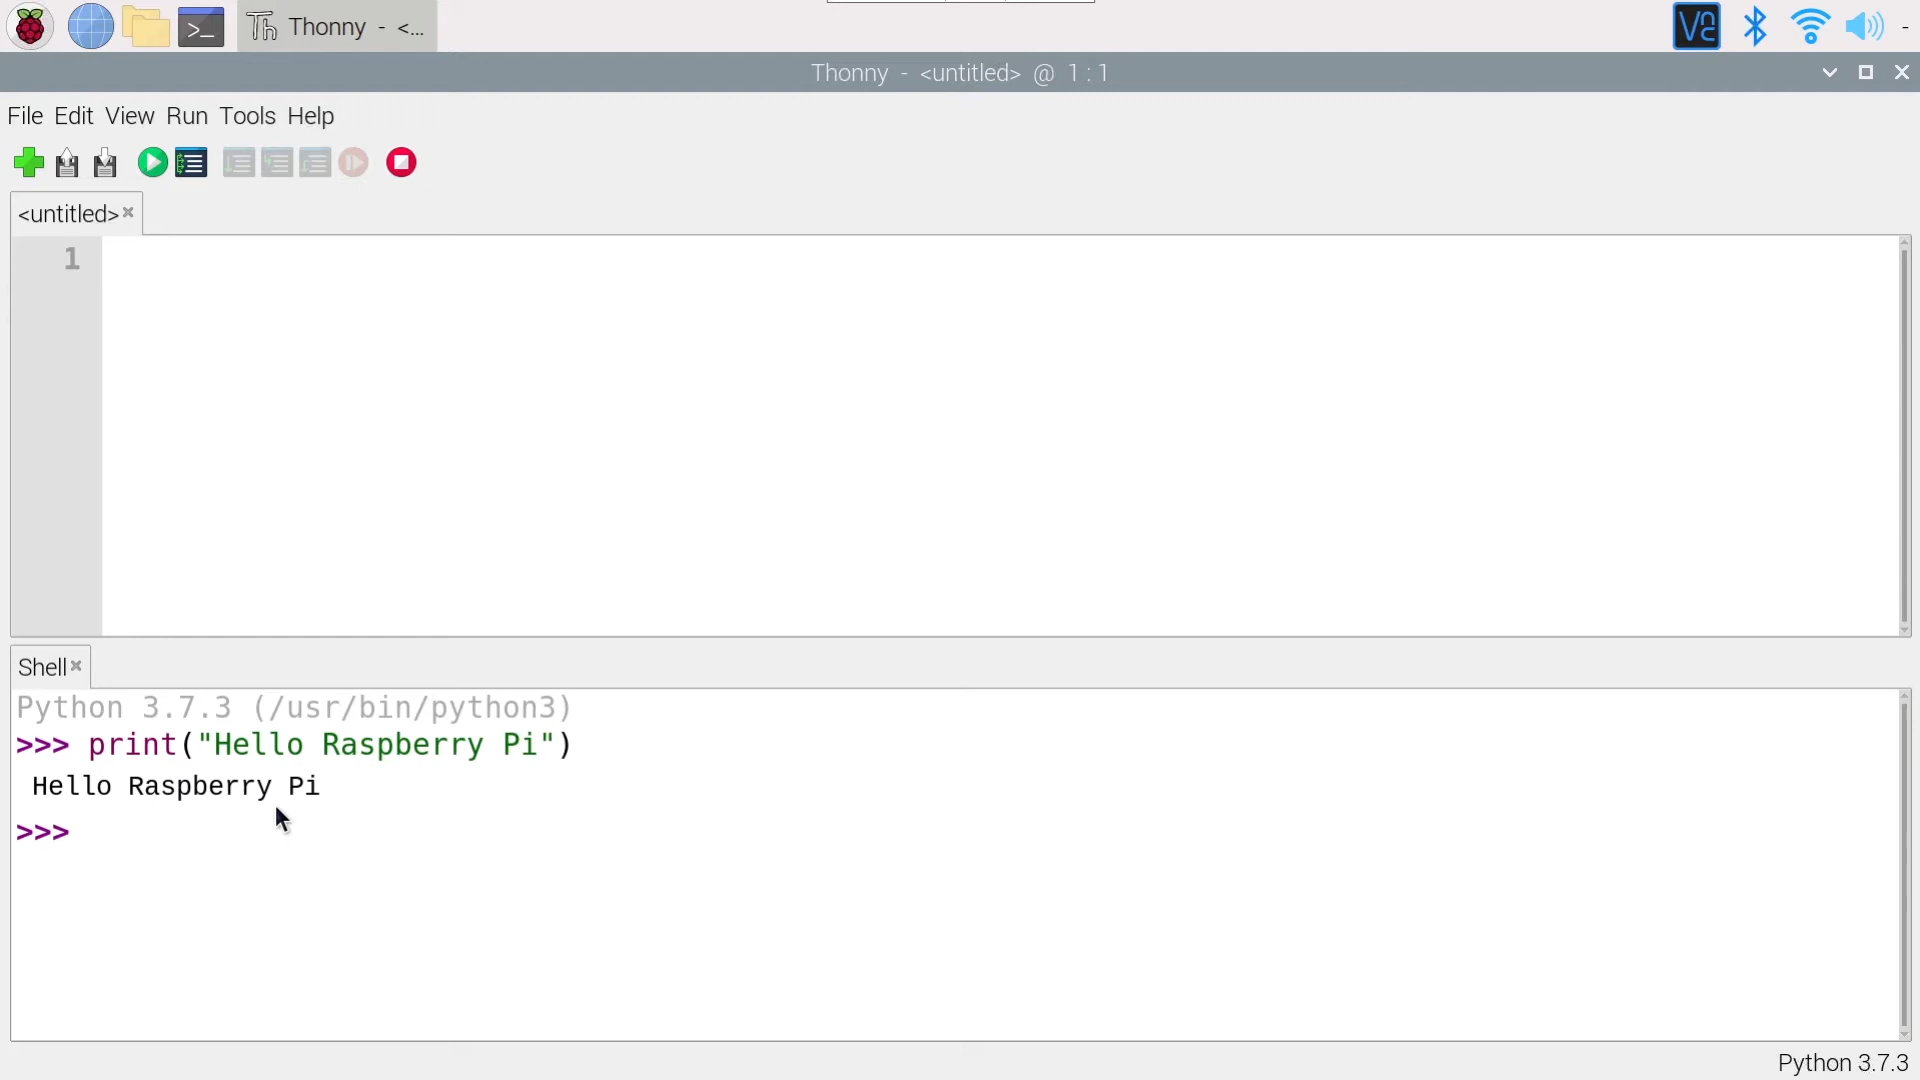 Thonny - <...
Thonny - <untitled> @ 1 : 1
File Edit View Run Tools Help
<untitled>
1
Shell
Python 3.7.3 (/usr/bin/python3)
>>> print("Hello Raspberry Pi")
Hello Raspberry Pi
>>>
Python 3.7.3